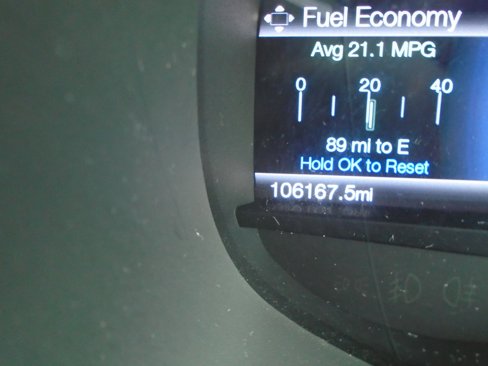 Fuel Economy
Avg 21.1 MPG
0 20 40
89 mi to E
Hold OK to Reset
106167.5mi